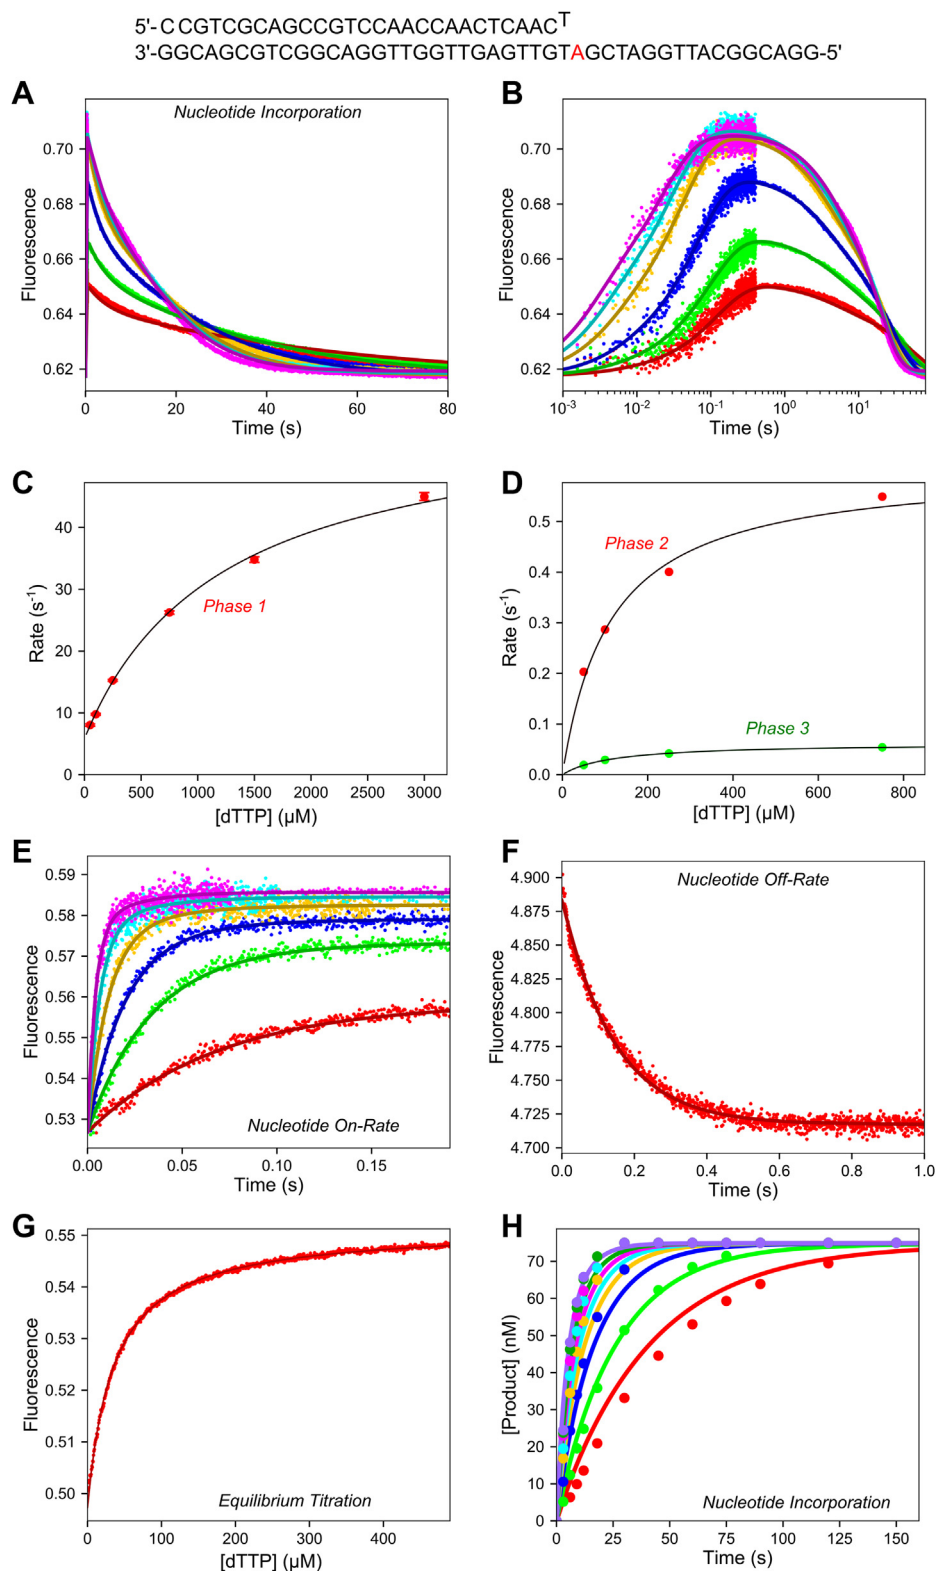 5'-CCGTCGCAGCCGTCCAACCAACTCAACT
3'-GGCAGCGTCGGCAGGTTGGTTGAGTTGTAGCTAGGTTACGGCAGG-5'
A
Nucleotide Incorporation
0.70
0.68
0.66
0.64
0.62
Fluorescence
0 20 40 60 80
Time (s)
B
0.70
0.68
0.66
0.64
0.62
Fluorescence
10⁻³ 10⁻² 10⁻¹ 10⁰ 10¹
Time (s)
C
40
30
20
10
0
Rate (s⁻¹)
Phase 1
0 500 1000 1500 2000 2500 3000
[dTTP] (µM)
D
0.5
0.4
0.3
0.2
0.1
0.0
Rate (s⁻¹)
Phase 2
Phase 3
0 200 400 600 800
[dTTP] (µM)
E
0.59
0.58
0.57
0.56
0.55
0.54
0.53
Fluorescence
Nucleotide On-Rate
0.00 0.05 0.10 0.15
Time (s)
F
Nucleotide Off-Rate
4.900
4.875
4.850
4.825
4.800
4.775
4.750
4.725
4.700
Fluorescence
0.0 0.2 0.4 0.6 0.8 1.0
Time (s)
G
0.55
0.54
0.53
0.52
0.51
0.50
Fluorescence
Equilibrium Titration
0 100 200 300 400
[dTTP] (µM)
H
70
60
50
40
30
20
10
0
[Product] (nM)
Nucleotide Incorporation
0 25 50 75 100 125 150
Time (s)